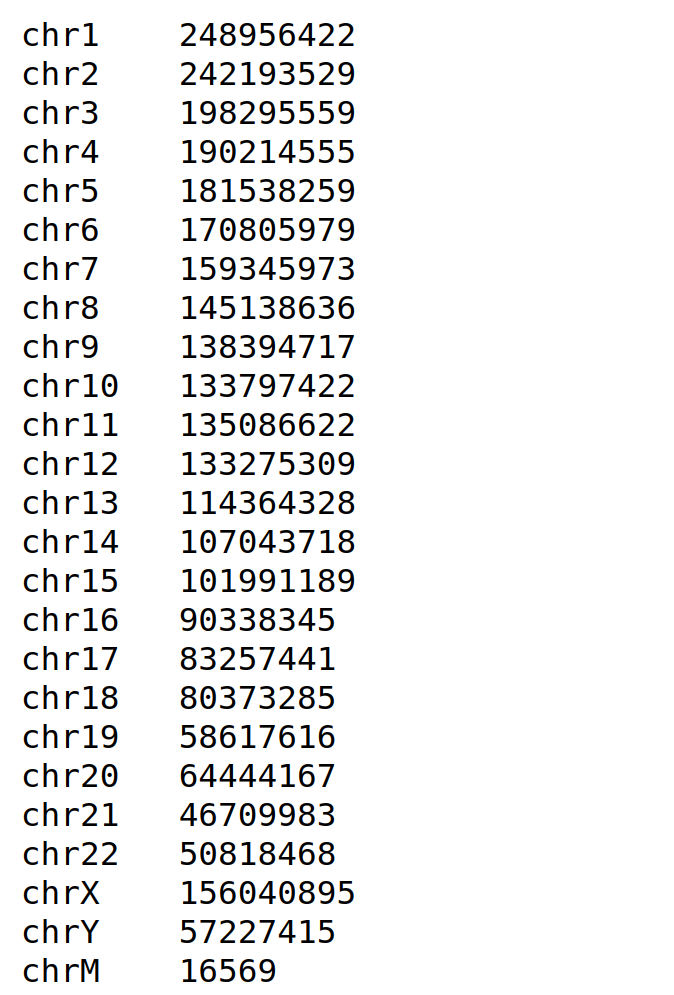 chr1	248956422
chr2	242193529
chr3	198295559
chr4	190214555
chr5	181538259
chr6	170805979
chr7	159345973
chr8	145138636
chr9	138394717
chr10	133797422
chr11	135086622
chr12	133275309
chr13	114364328
chr14	107043718
chr15	101991189
chr16	90338345
chr17	83257441
chr18	80373285
chr19	58617616
chr20	64444167
chr21	46709983
chr22	50818468
chrX	156040895
chrY	57227415
chrM	16569